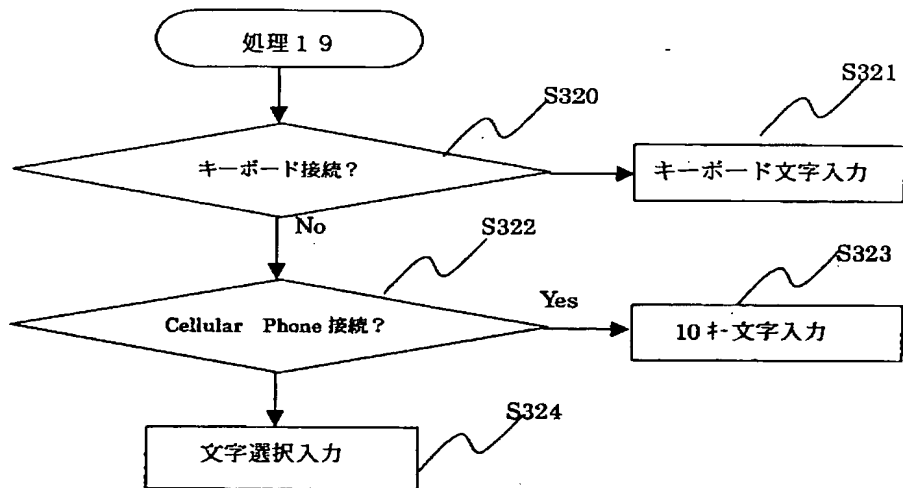 処理１９
S320
S321
キーボード接続？
キーボード文字入力
No
S322
S323
Yes
Cellular Phone 接続？
10ｷｰ文字入力
S324
文字選択入力